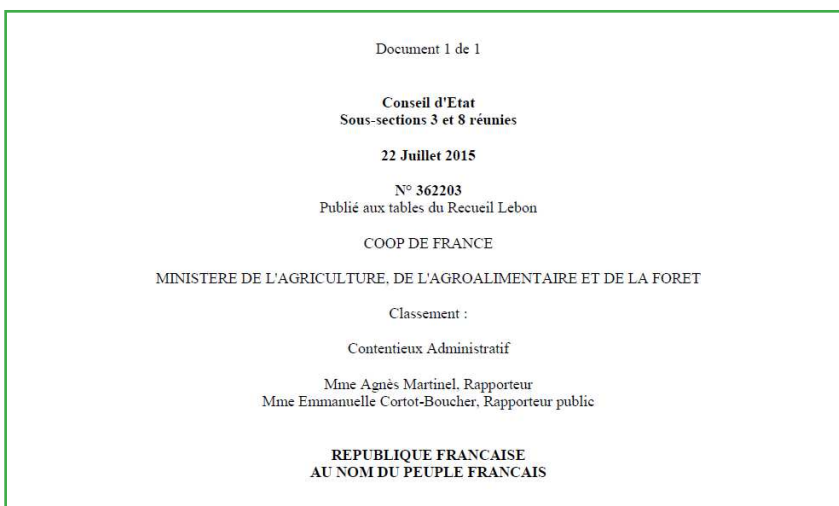 Document 1 de 1
Conseil d'Etat
Sous-sections 3 et 8 réunies
22 Juillet 2015
N° 362203
Publié aux tables du Recueil Lebon
COOP DE FRANCE
MINISTERE DE L'AGRICULTURE, DE L'AGROALIMENTAIRE ET DE LA FORET
Classement :
Contentieux Administratif
Mme Agnès Martinel, Rapporteur
Mme Emmanuelle Cortot-Boucher, Rapporteur public
REPUBLIQUE FRANCAISE
AU NOM DU PEUPLE FRANCAIS